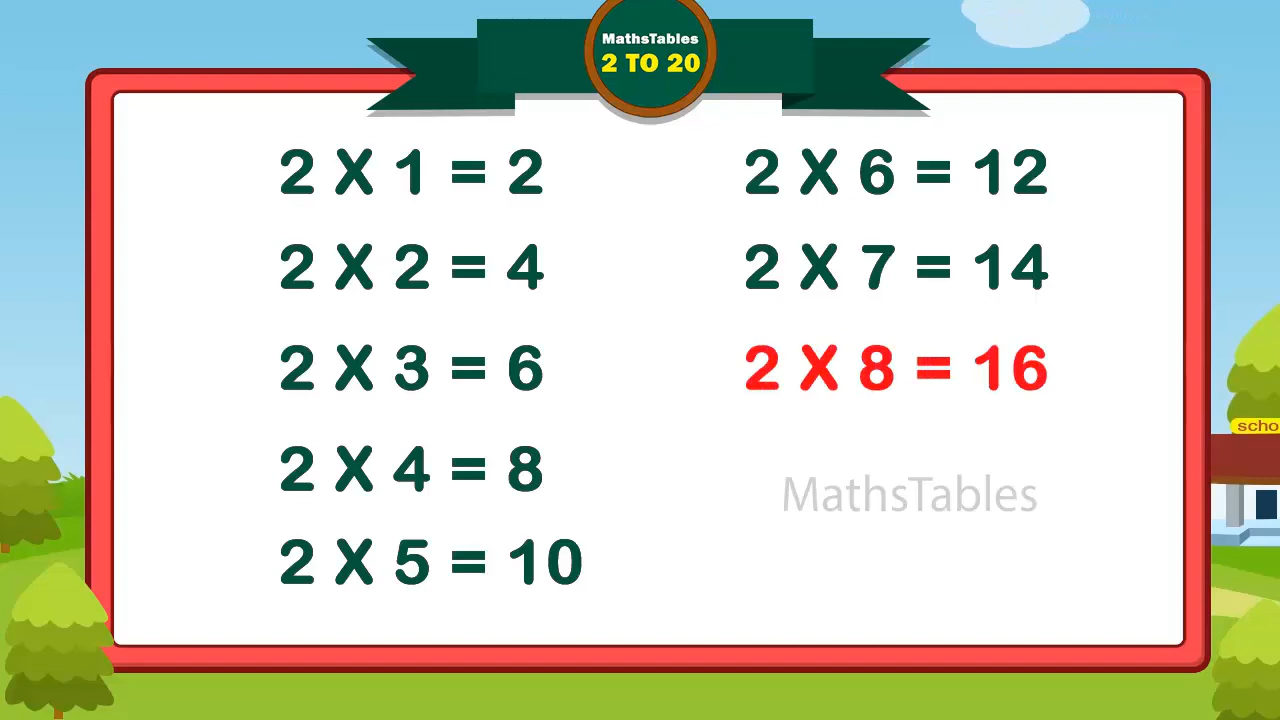 MathsTables
2 TO 20
2 X 1 = 2
2 X 2 = 4
2 X 3 = 6
2 X 4 = 8
2 X 5 = 10
2 X 6 = 12
2 X 7 = 14
2 X 8 = 16
MathsTables
scho